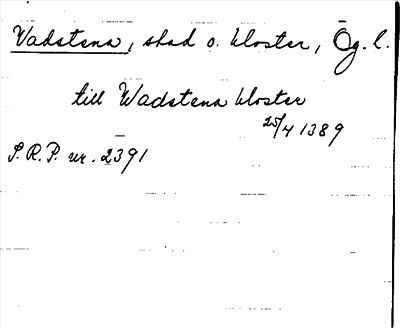 Vadstena, stad o. kloster, Ög. l.
till Wadstena kloster
25/4 1389
S.R.P. nr. 2391